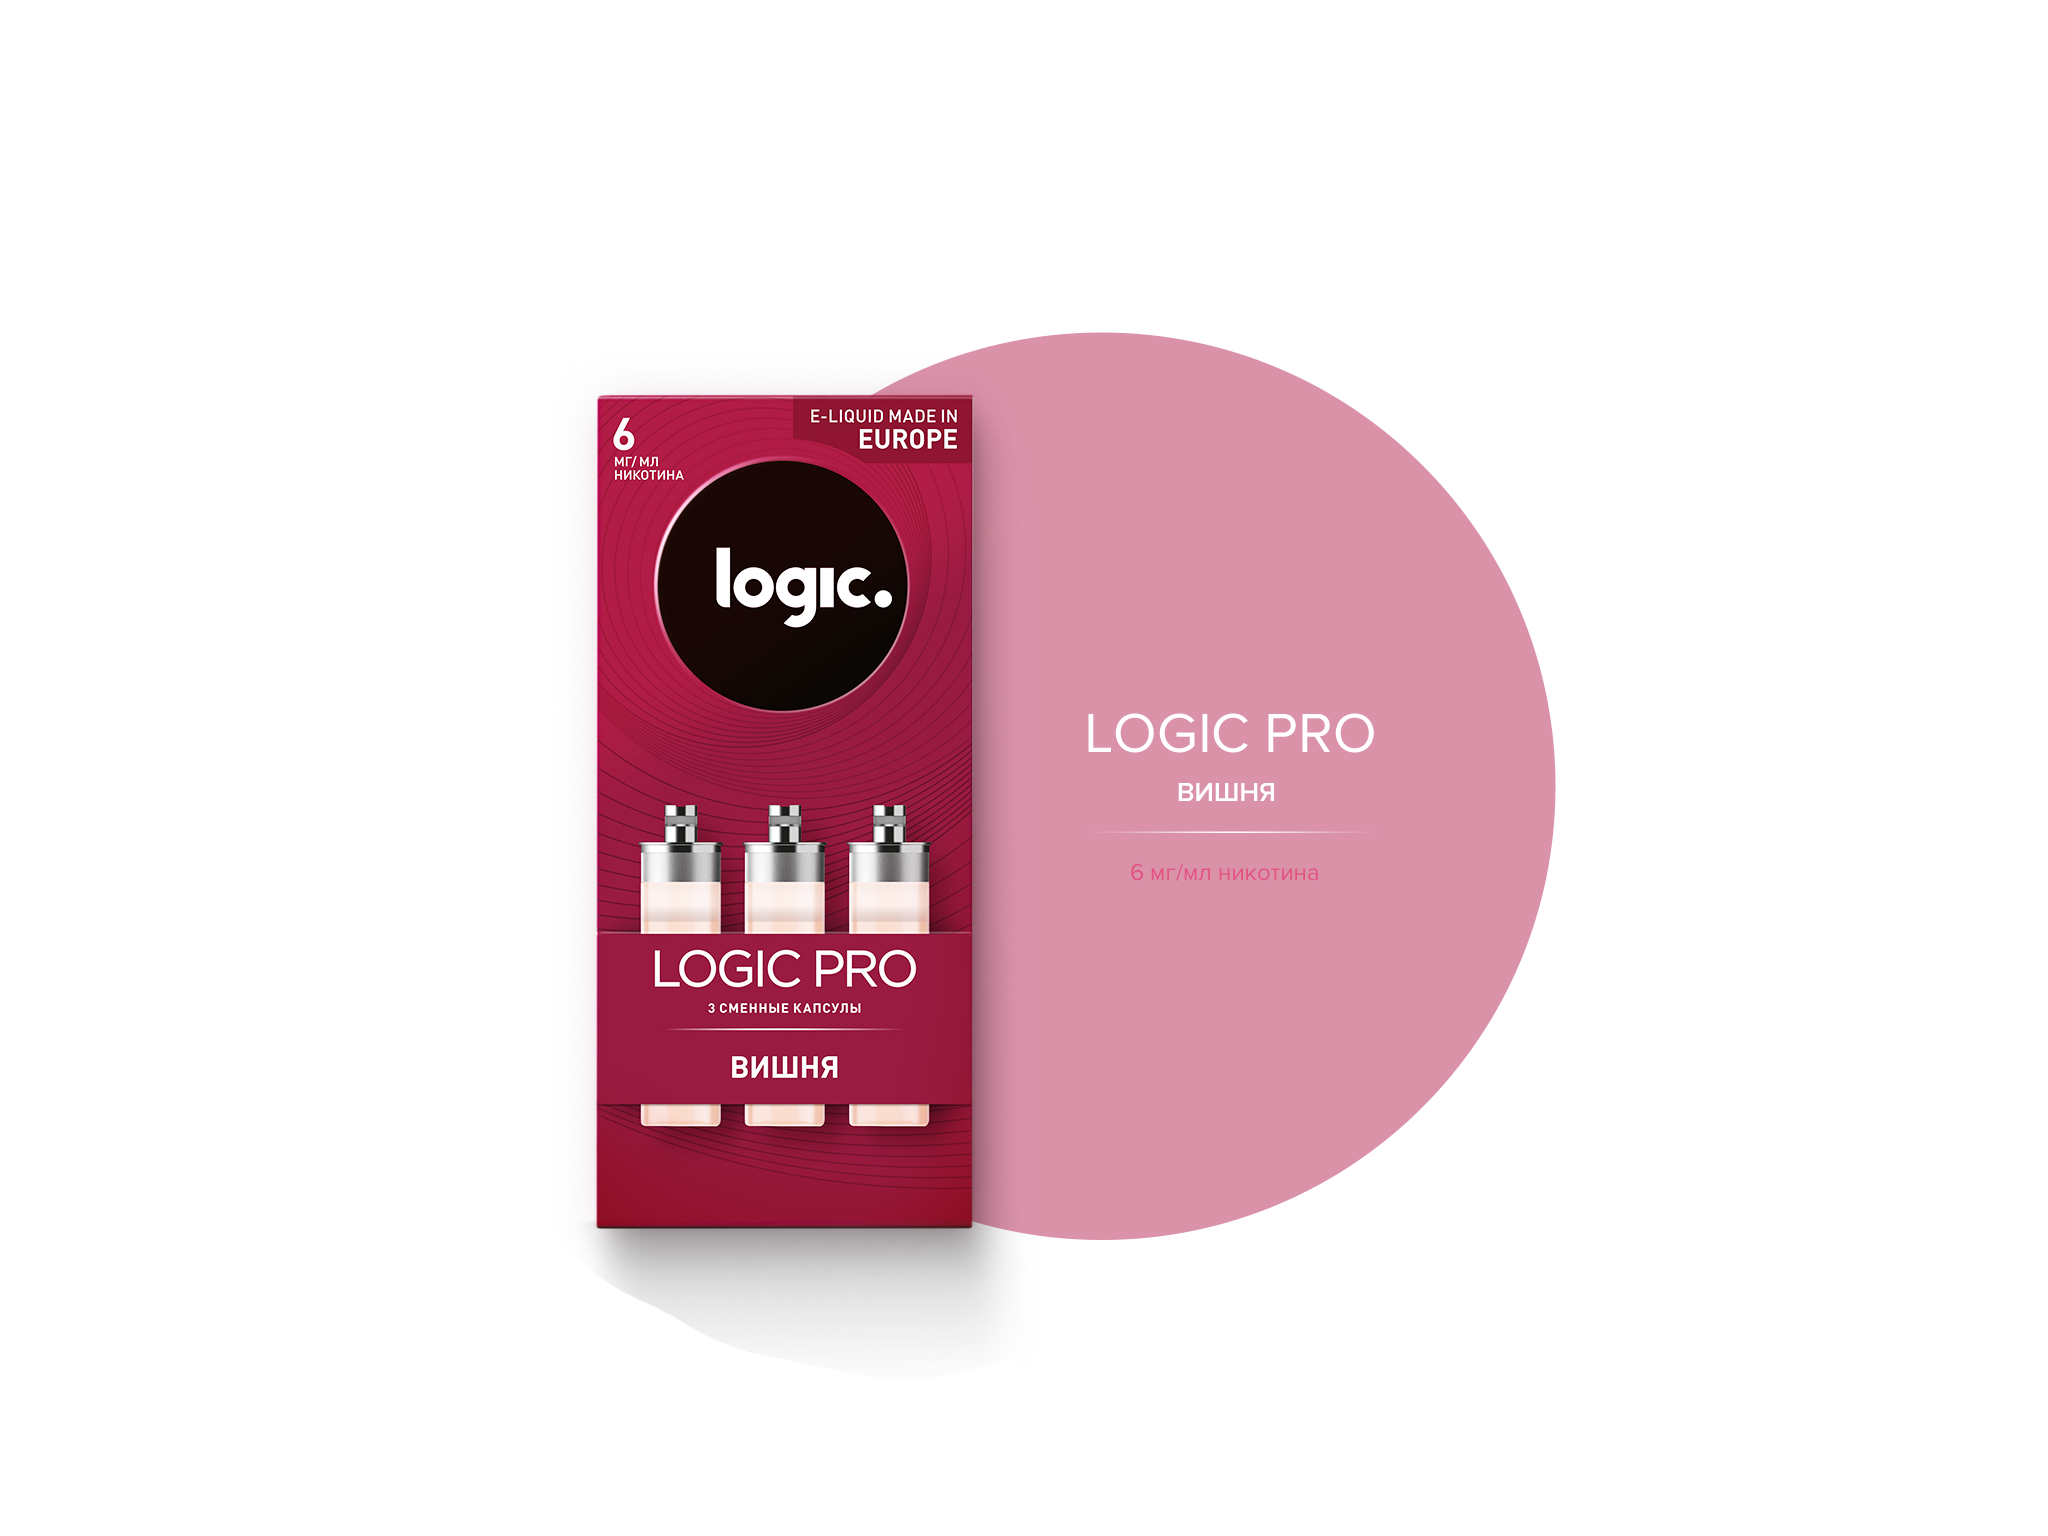 6
МГ/МЛ
НИКОТИНА
E-LIQUID MADE IN
EUROPE
logic.
LOGIC PRO
3 СМЕННЫЕ КАПСУЛЫ
ВИШНЯ
LOGIC PRO
ВИШНЯ
6 мг/мл никотина